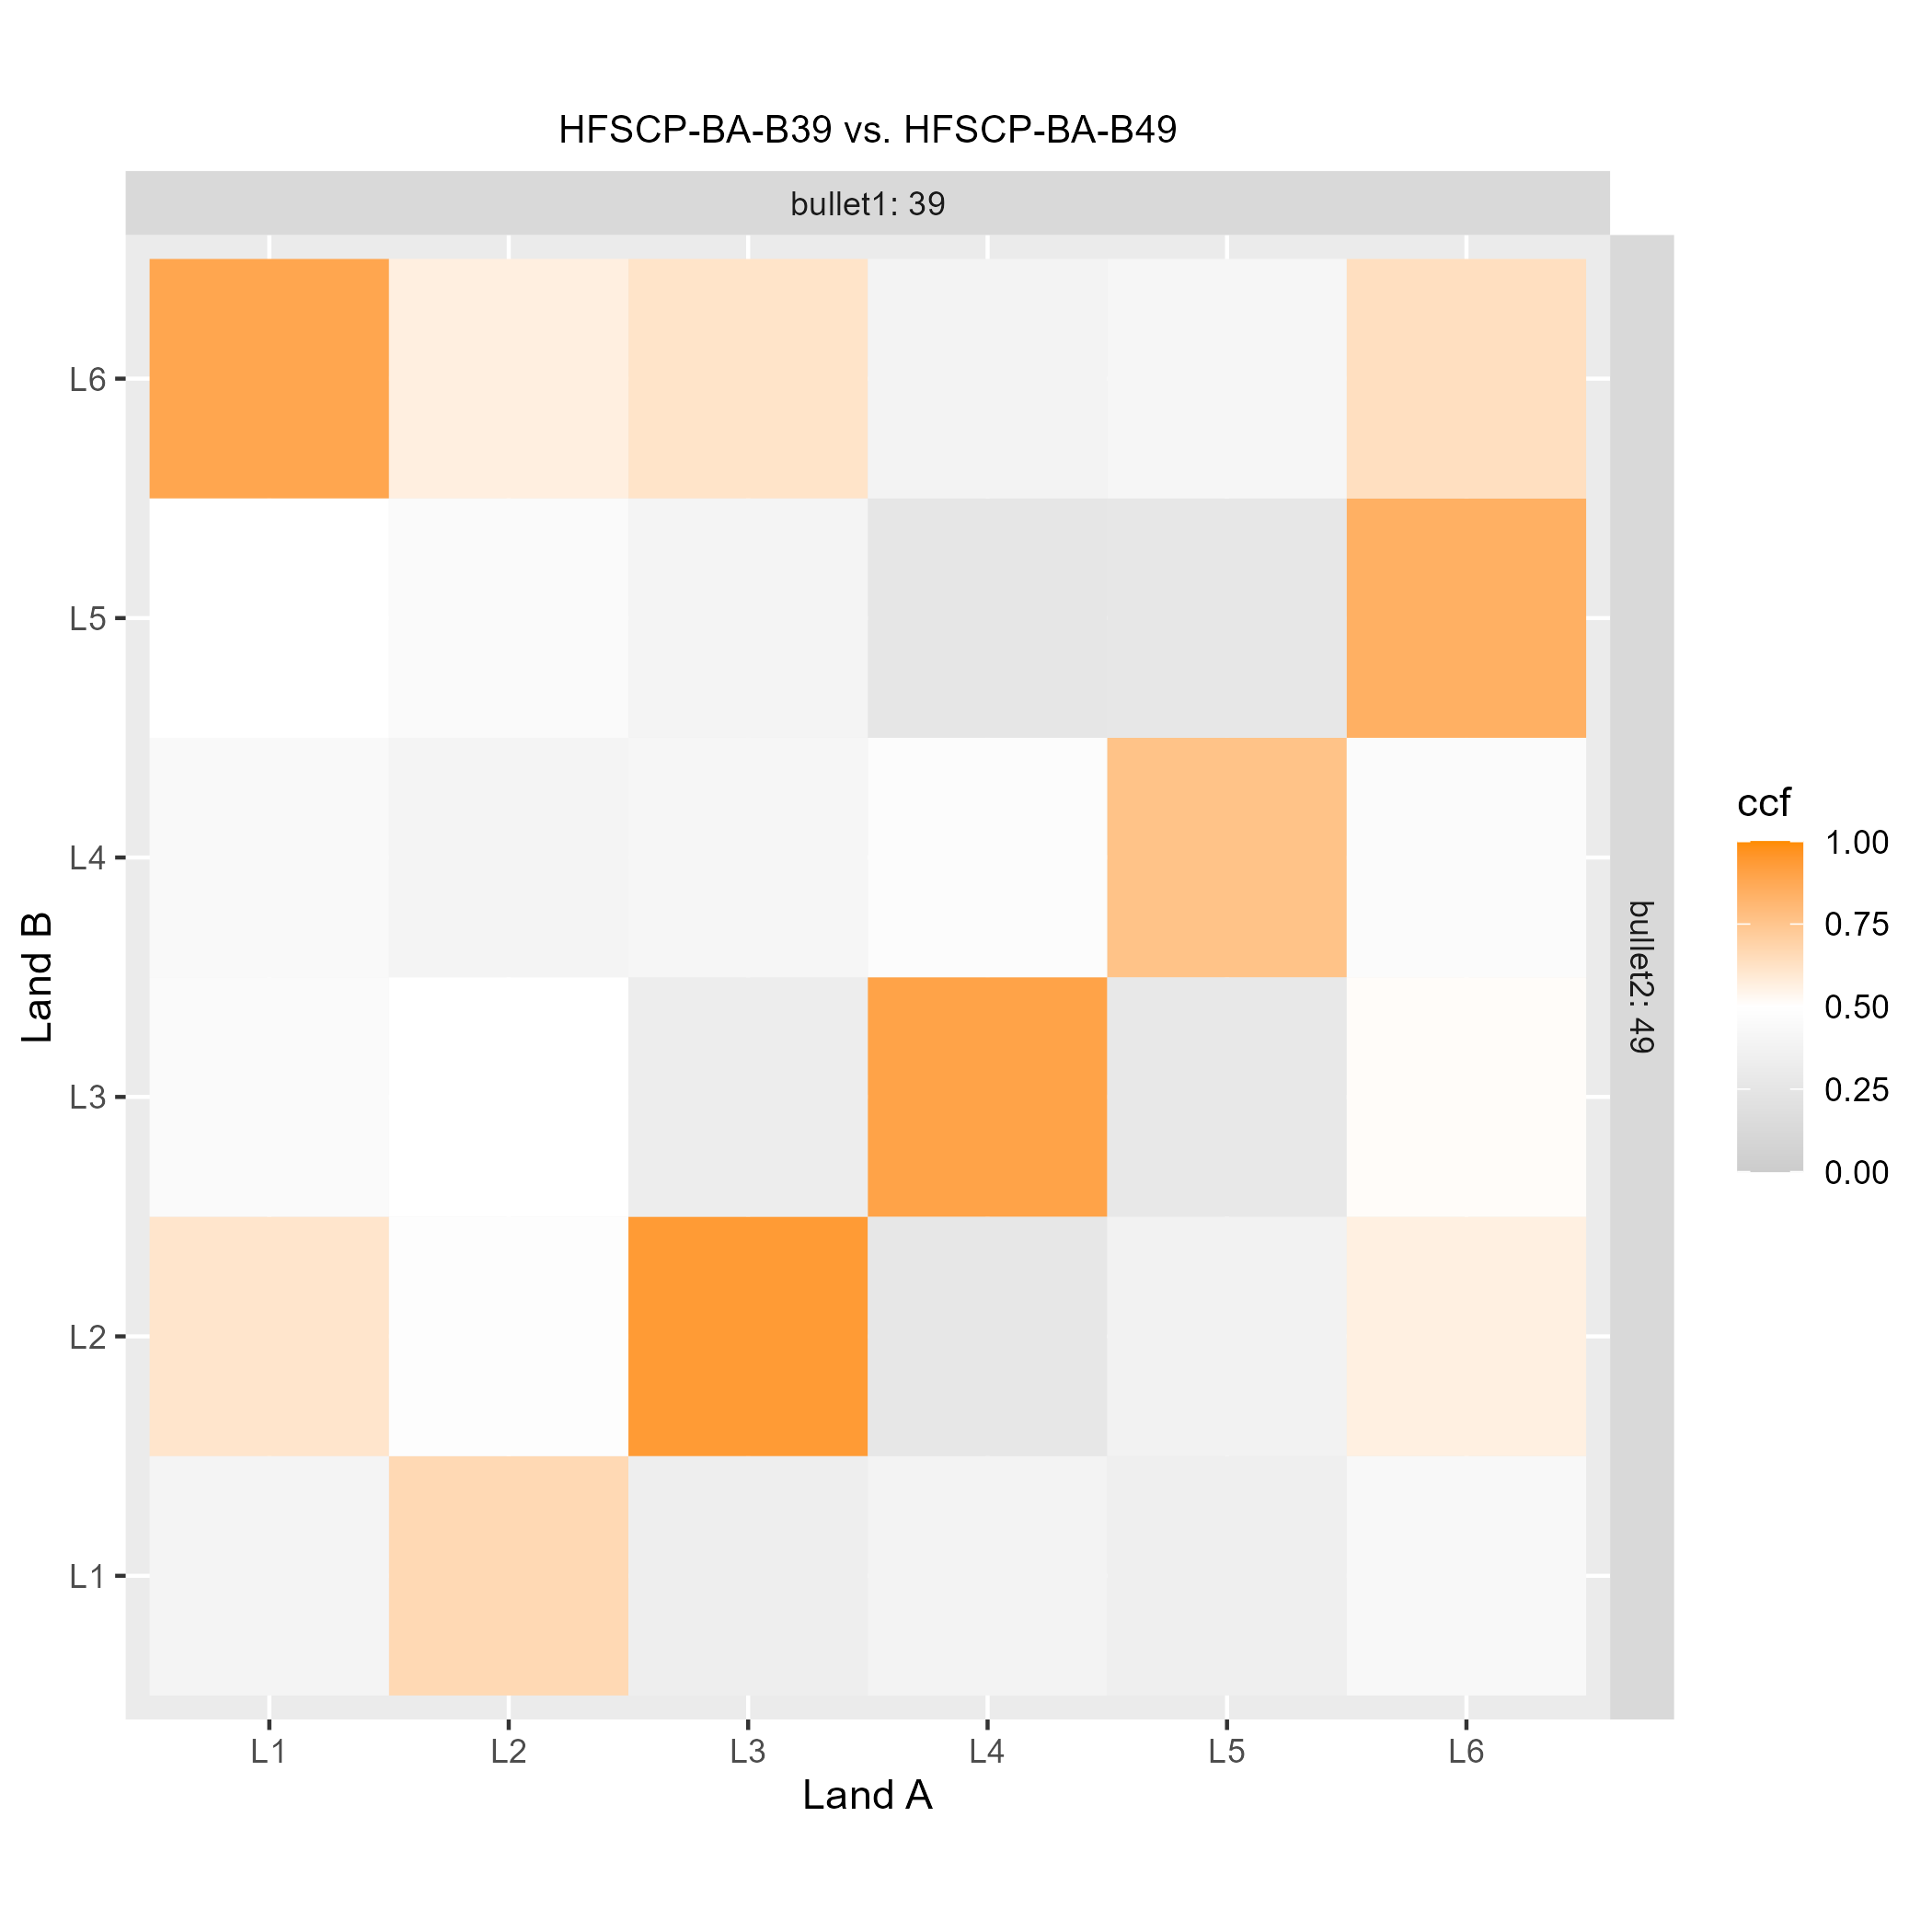 HFSCP-BA-B39 vs. HFSCP-BA-B49
bullet1: 39
L6
L5
L4
L3
L2
L1
Land B
bullet2: 49
ccf
1.00
0.75
0.50
0.25
0.00
L1 L2 L3 L4 L5 L6
Land A